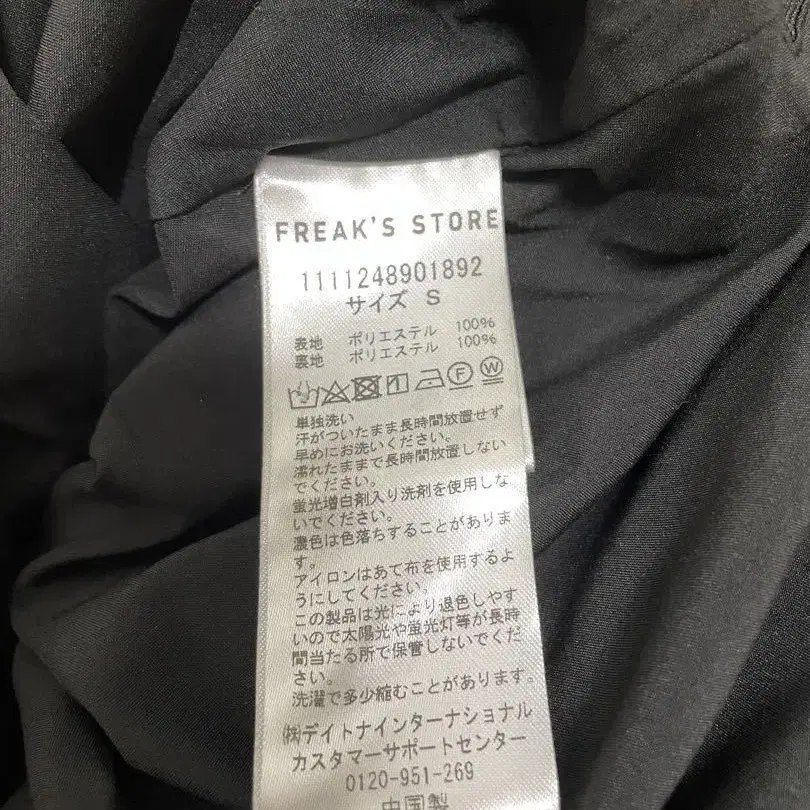 FREAK'S STORE
1111248901892
サイズ S
表地 ポリエステル 100%
裏地 ポリエステル 100%
単独洗い
汗がついたまま長時間放置せず
早めにお洗いください。
濡れたままで長時間放置しない
でください。
蛍光増白剤入り洗剤を使用しな
いでください。
濃色は色落ちすることがありま
す。
アイロンはあて布を使用するよ
うにしてください。
この製品は光により退色しやす
いので太陽光や蛍光灯等が長時
間当たる所で保管しないでくだ
さい。
洗濯で多少縮むことがあります。
㈱デイトナインターナショナル
カスタマーサポートセンター
0120-951-269
中国製